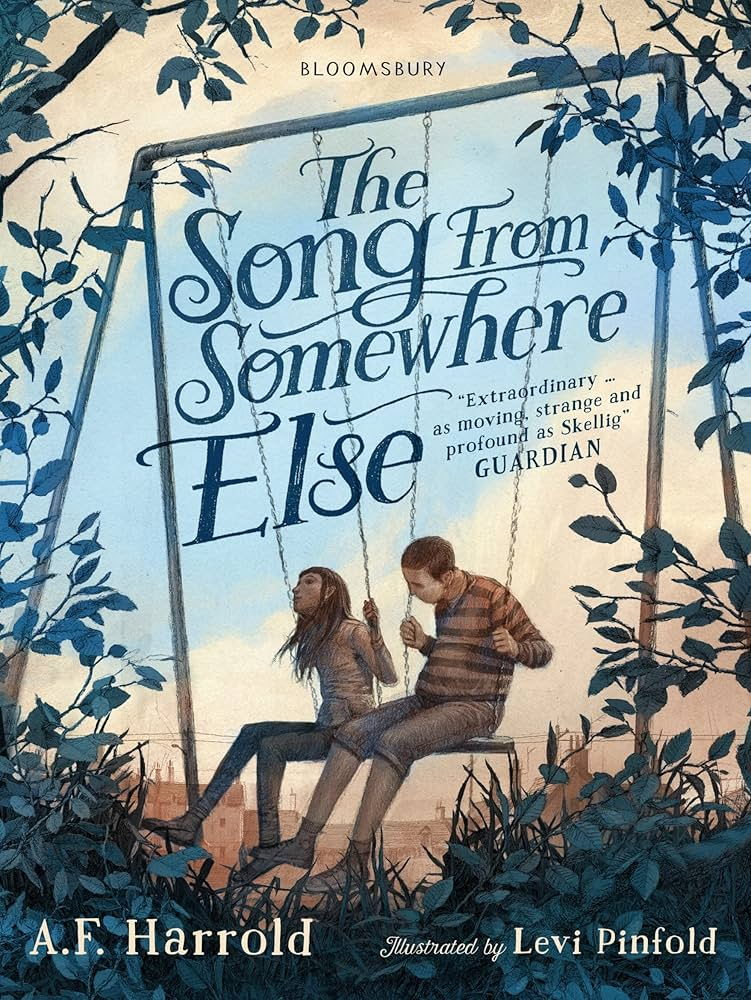 BLOOMSBURY
The
Song From
Somewhere
Else
“Extraordinary ...
as moving, strange and
profound as Skellig”
GUARDIAN
A.F. Harrold
Illustrated by Levi Pinfold